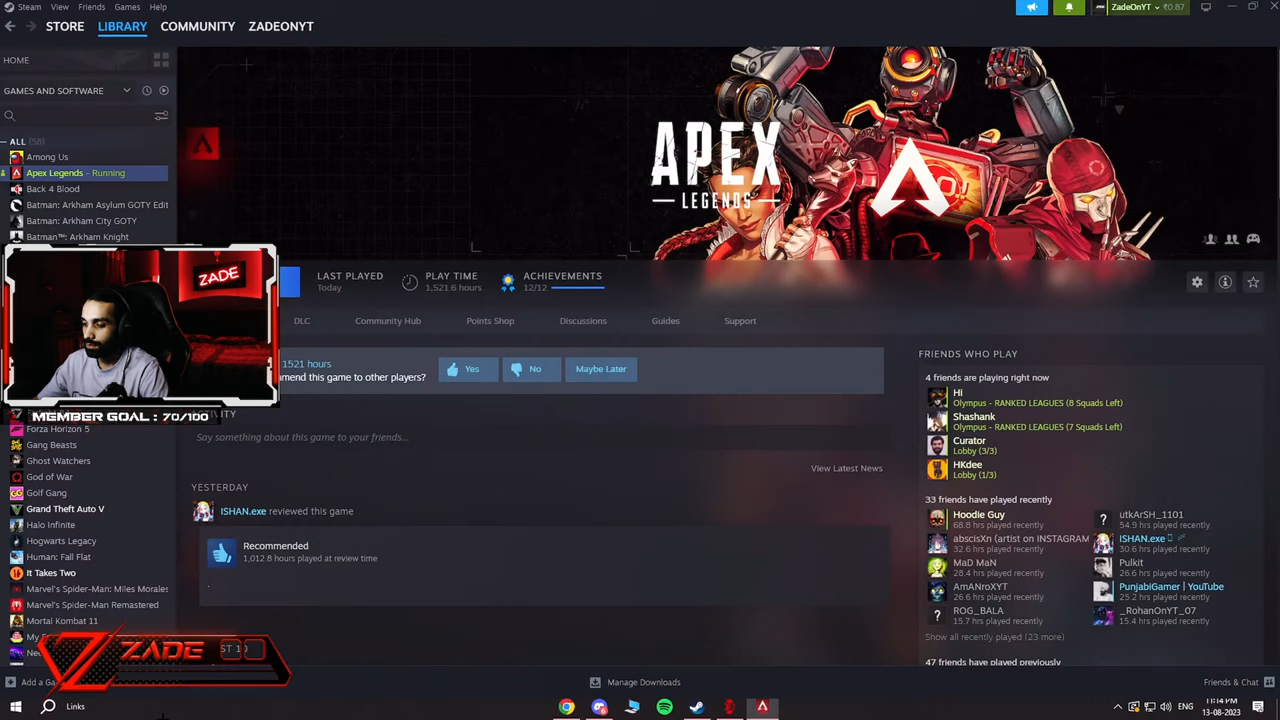 Steam View Friends Games Help
ZadeOnYT ₹0.87
STORE LIBRARY COMMUNITY ZADEONYT
HOME
GAMES AND SOFTWARE
ALL
Among Us
Apex Legends - Running
Back 4 Blood
Batman: Arkham Asylum GOTY Edit
Batman: Arkham City GOTY
Batman™: Arkham Knight
APEX
LEGENDS
ZADE
MEMBER GOAL : 70/100
Forza Horizon 5
Gang Beasts
Ghost Watchers
God of War
Golf Gang
Grand Theft Auto V
Halo Infinite
Hogwarts Legacy
Human: Fall Flat
It Takes Two
Marvel's Spider-Man: Miles Morales
Marvel's Spider-Man Remastered
Mortal Kombat 11
ZADE
LAST PLAYED
Today
PLAY TIME
1,521.6 hours
ACHIEVEMENTS
12/12
DLC Community Hub Points Shop Discussions Guides Support
1521 hours
mend this game to other players?
Yes
No
Maybe Later
ACTIVITY
Say something about this game to your friends...
View Latest News
YESTERDAY
ISHAN.exe reviewed this game
Recommended
1,012.8 hours played at review time
.
FRIENDS WHO PLAY
4 friends are playing right now
Hi
Olympus - RANKED LEAGUES (8 Squads Left)
Shashank
Olympus - RANKED LEAGUES (7 Squads Left)
Curator
Lobby (3/3)
HKdee
Lobby (1/3)
33 friends have played recently
Hoodie Guy
68.8 hrs played recently
utkArSH_1101
54.9 hrs played recently
abscisXn (artist on INSTAGRAM
32.6 hrs played recently
ISHAN.exe
30.6 hrs played recently
MaD MaN
28.4 hrs played recently
Pulkit
26.6 hrs played recently
AmANroXYT
26.6 hrs played recently
PunjabiGamer | YouTube
25.2 hrs played recently
ROG_BALA
15.7 hrs played recently
_RohanOnYT_07
15.4 hrs played recently
Show all recently played (23 more)
47 friends have played previously
Add a Ga
Manage Downloads
Friends & Chat
Links
ENG
11:14 PM
13-08-2023